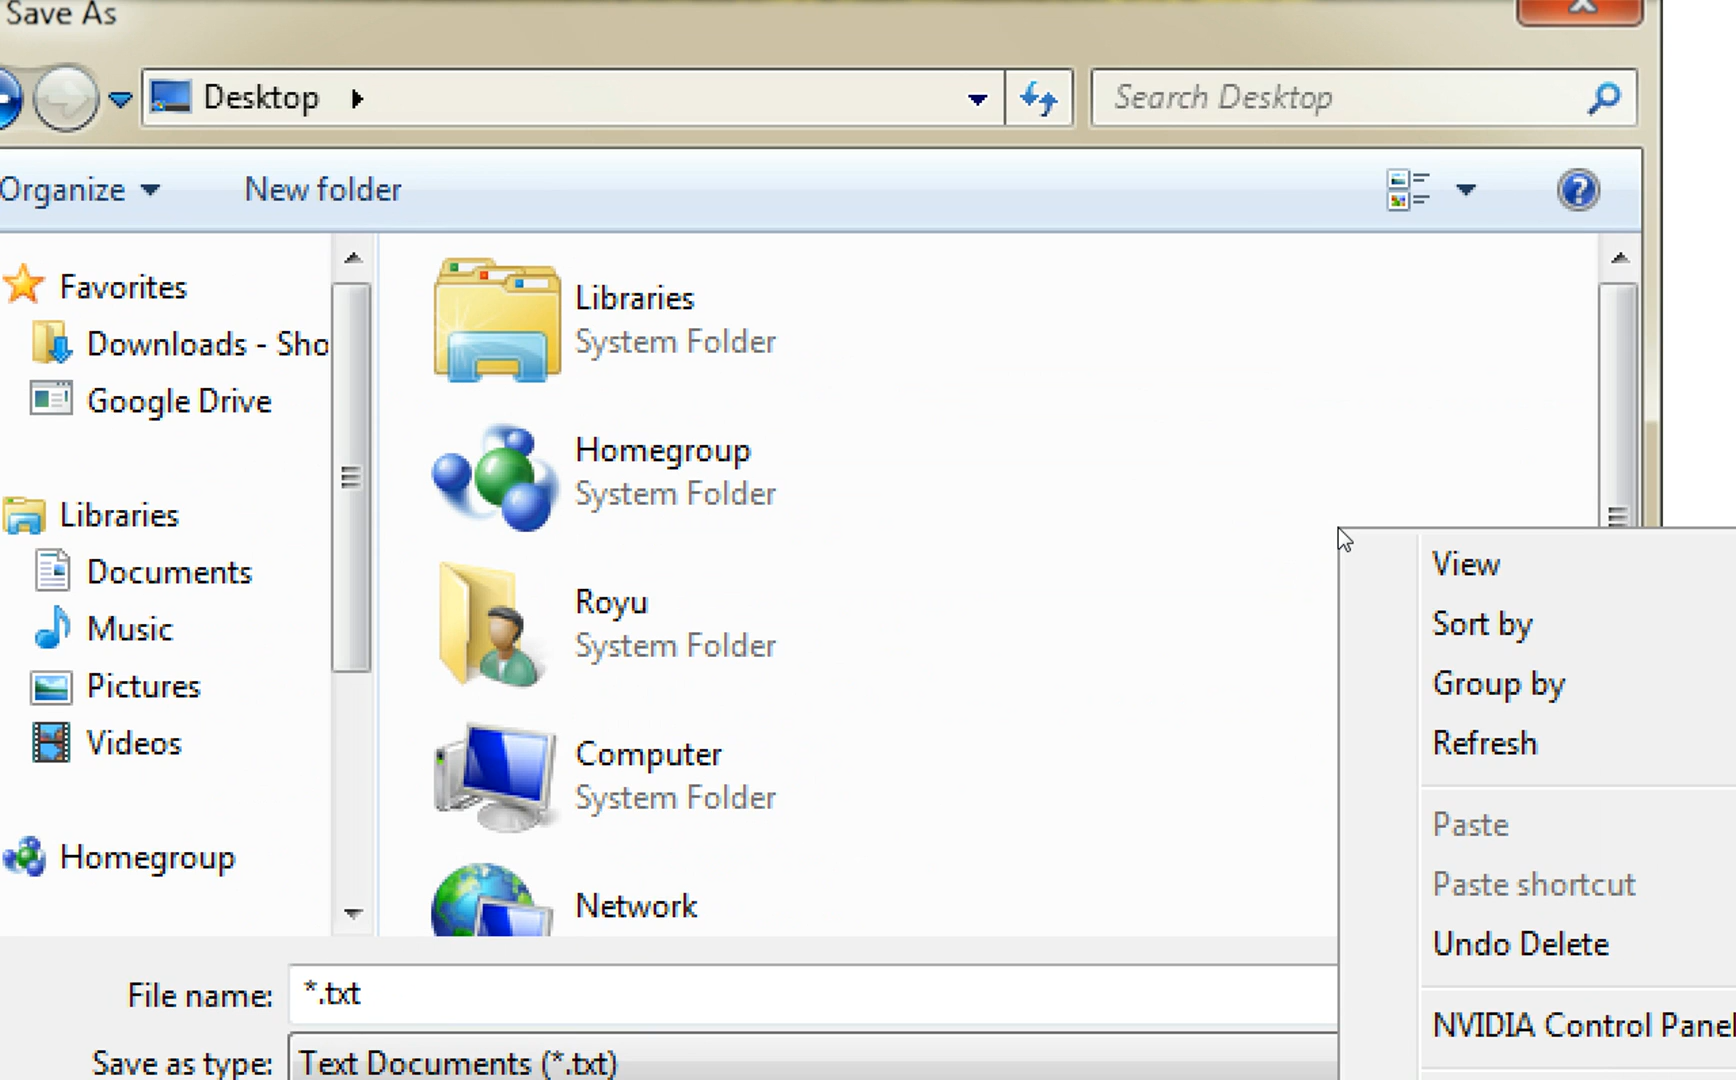 Save As
Desktop
Search Desktop
Organize
New folder
Favorites
Downloads - Sho
Google Drive
Libraries
Documents
Music
Pictures
Videos
Homegroup
Libraries
System Folder
Homegroup
System Folder
Royu
System Folder
Computer
System Folder
Network
View
Sort by
Group by
Refresh
Paste
Paste shortcut
Undo Delete
NVIDIA Control Panel
File name: *.txt
Save as type: Text Documents (*.txt)